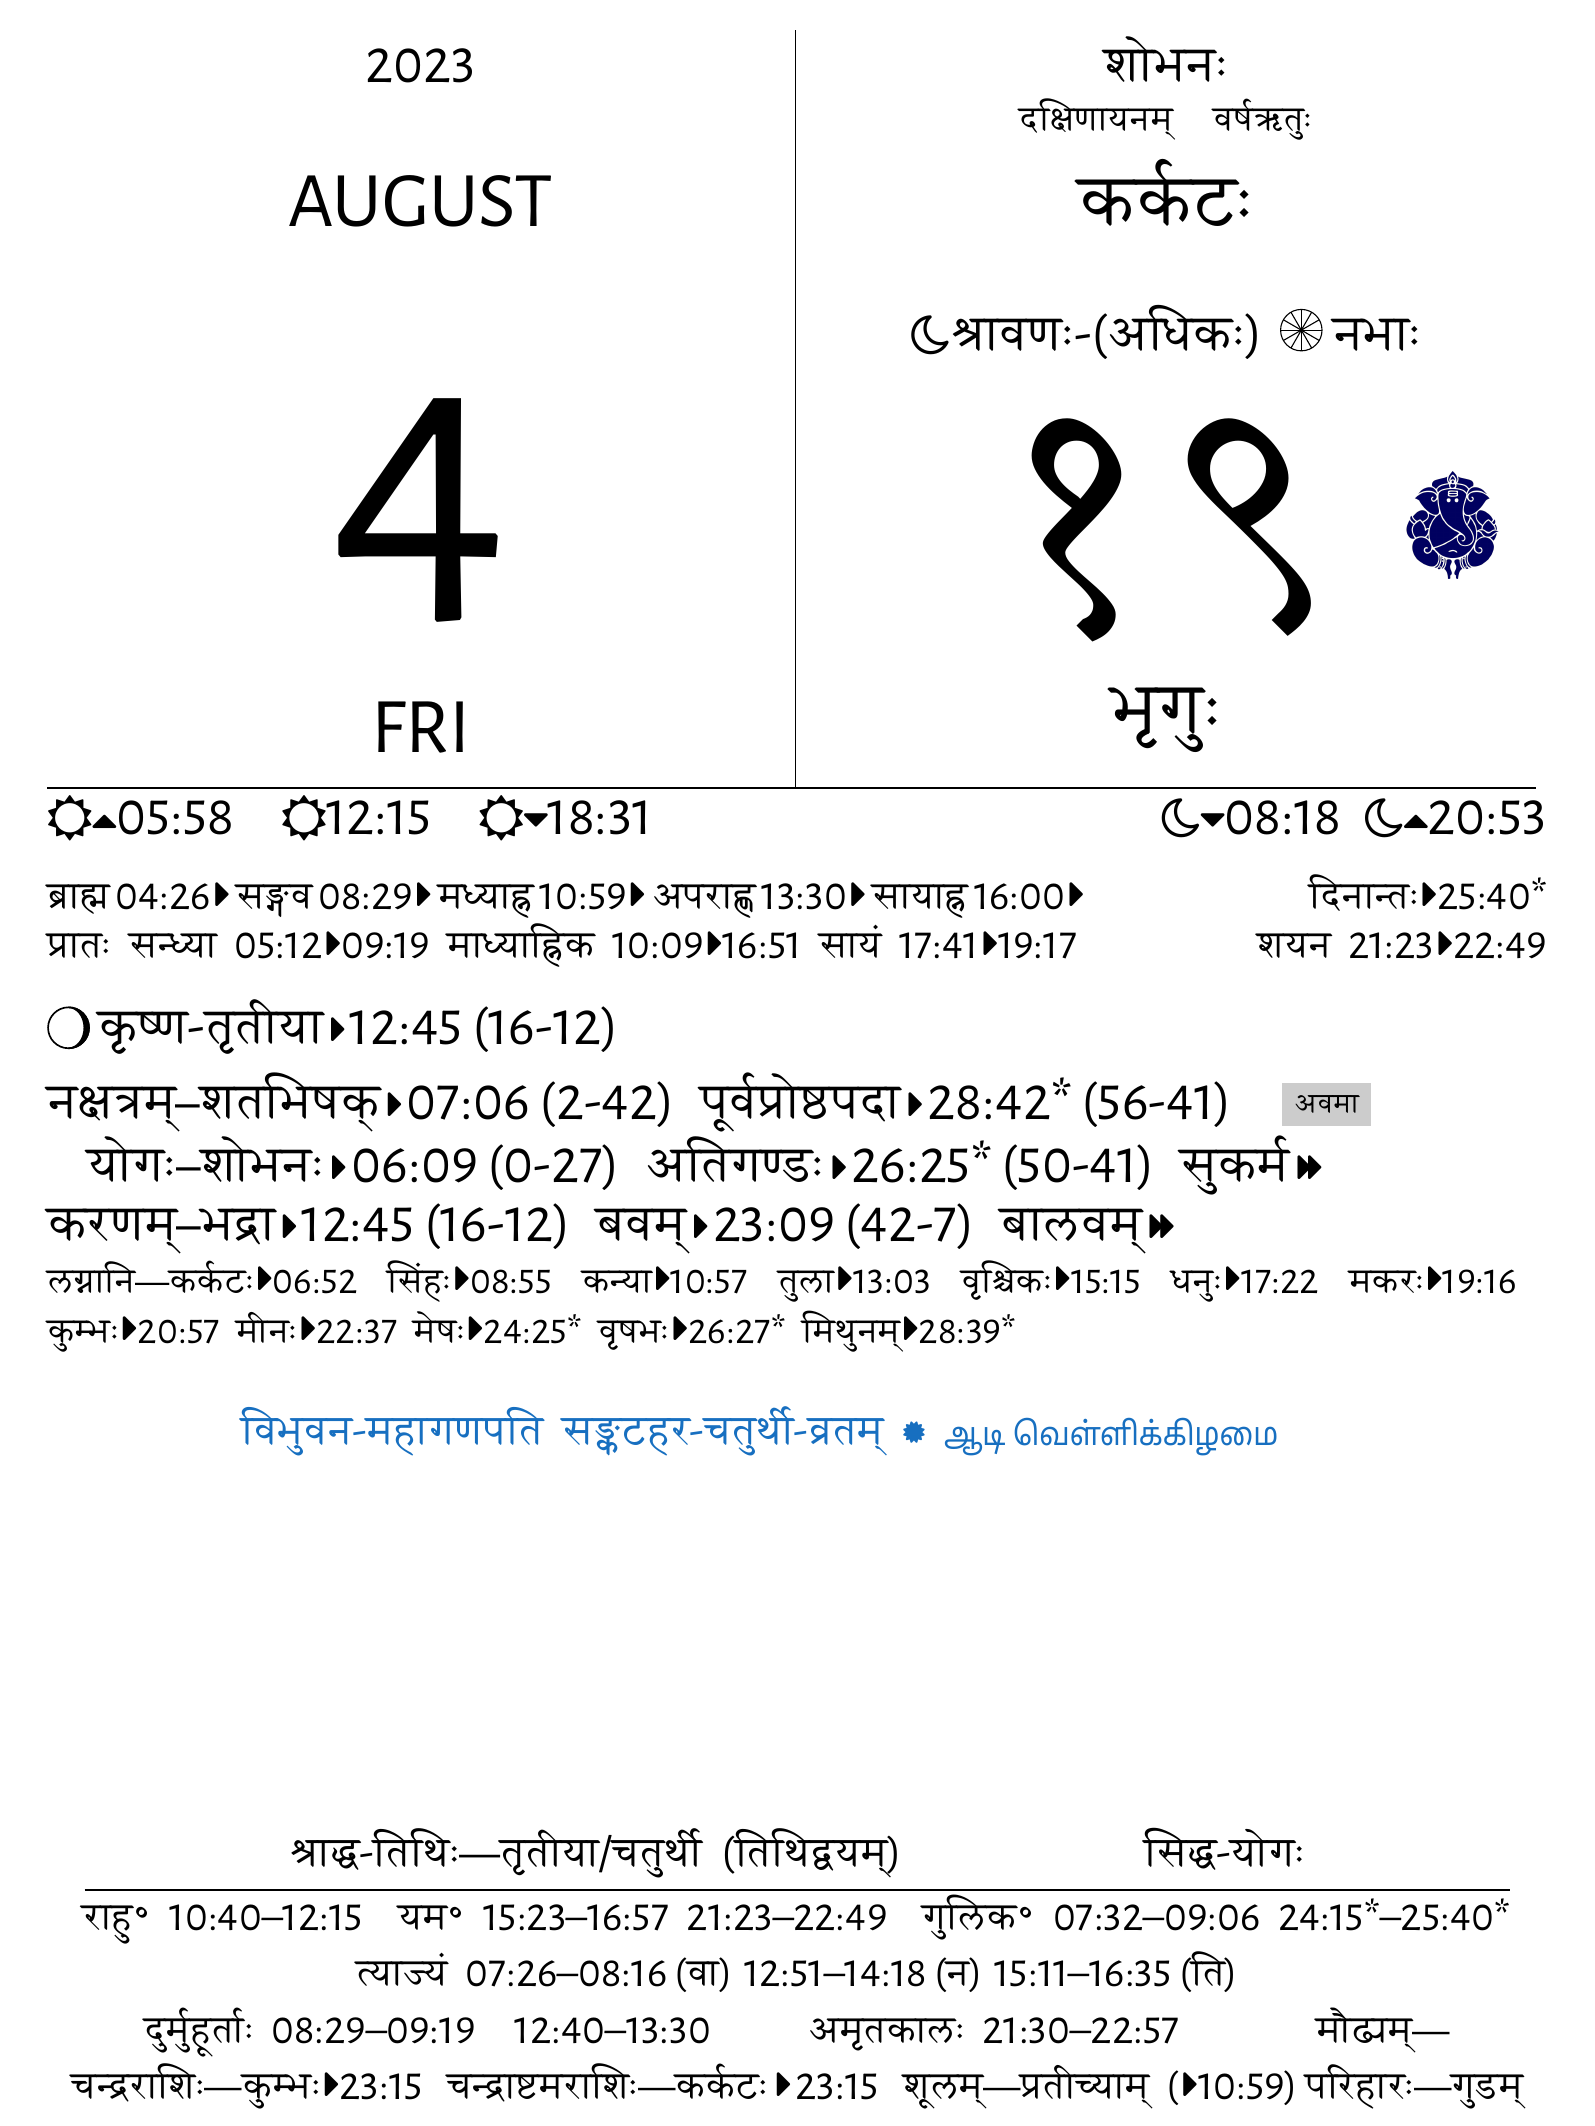 2023
AUGUST
4
FRI
शोभनः
दक्षिणायनम् वर्षऋतुः
कर्कटः
श्रावणः-(अधिकः) नभाः
१९
भृगुः
05:58 12:15 18:31 08:18 20:53
ब्राह्म 04:26 सङ्गव 08:29 मध्याह्न 10:59 अपराह्ण 13:30 सायाह्न 16:00 दिनान्तः 25:40*
प्रातः सन्ध्या 05:12 09:19 माध्याह्निक 10:09 16:51 सायं 17:41 19:17 शयन 21:23 22:49
कृष्ण-तृतीया 12:45 (16-12)
नक्षत्रम्–शतभिषक् 07:06 (2-42) पूर्वप्रोष्ठपदा 28:42* (56-41) अवमा
योगः–शोभनः 06:09 (0-27) अतिगण्डः 26:25* (50-41) सुकर्म
करणम्–भद्रा 12:45 (16-12) बवम् 23:09 (42-7) बालवम्
लग्नानि—कर्कटः 06:52 सिंहः 08:55 कन्या 10:57 तुला 13:03 वृश्चिकः 15:15 धनुः 17:22 मकरः 19:16
कुम्भः 20:57 मीनः 22:37 मेषः 24:25* वृषभः 26:27* मिथुनम् 28:39*
विभुवन-महागणपति सङ्कटहर-चतुर्थी-व्रतम् ஆடி வெள்ளிக்கிழமை
श्राद्ध-तिथिः—तृतीया/चतुर्थी (तिथिद्वयम्) सिद्ध-योगः
राहु॰ 10:40–12:15 यम॰ 15:23–16:57 21:23–22:49 गुलिक॰ 07:32–09:06 24:15*–25:40*
त्याज्यं 07:26–08:16 (वा) 12:51–14:18 (न) 15:11–16:35 (ति)
दुर्मुहूर्ताः 08:29–09:19 12:40–13:30 अमृतकालः 21:30–22:57 मौढ्यम्—
चन्द्रराशिः—कुम्भः 23:15 चन्द्राष्टमराशिः—कर्कटः 23:15 शूलम्—प्रतीच्याम् (10:59) परिहारः—गुडम्